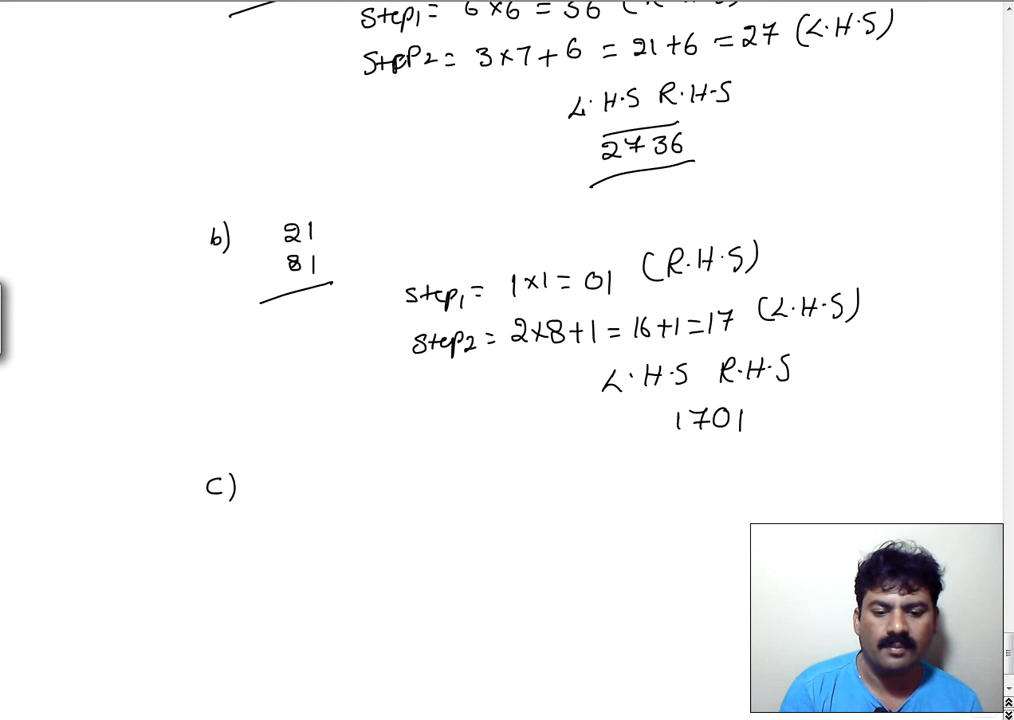 Step1 = 6 x 6 = 36 (R.H.S)
Step2 = 3 x 7 + 6 = 21 + 6 = 27 (L.H.S)
L.H.S R.H.S
2736
b) 21
81
Step1 = 1 x 1 = 01 (R.H.S)
Step2 = 2 x 8 + 1 = 16 + 1 = 17 (L.H.S)
L.H.S R.H.S
1701
c)